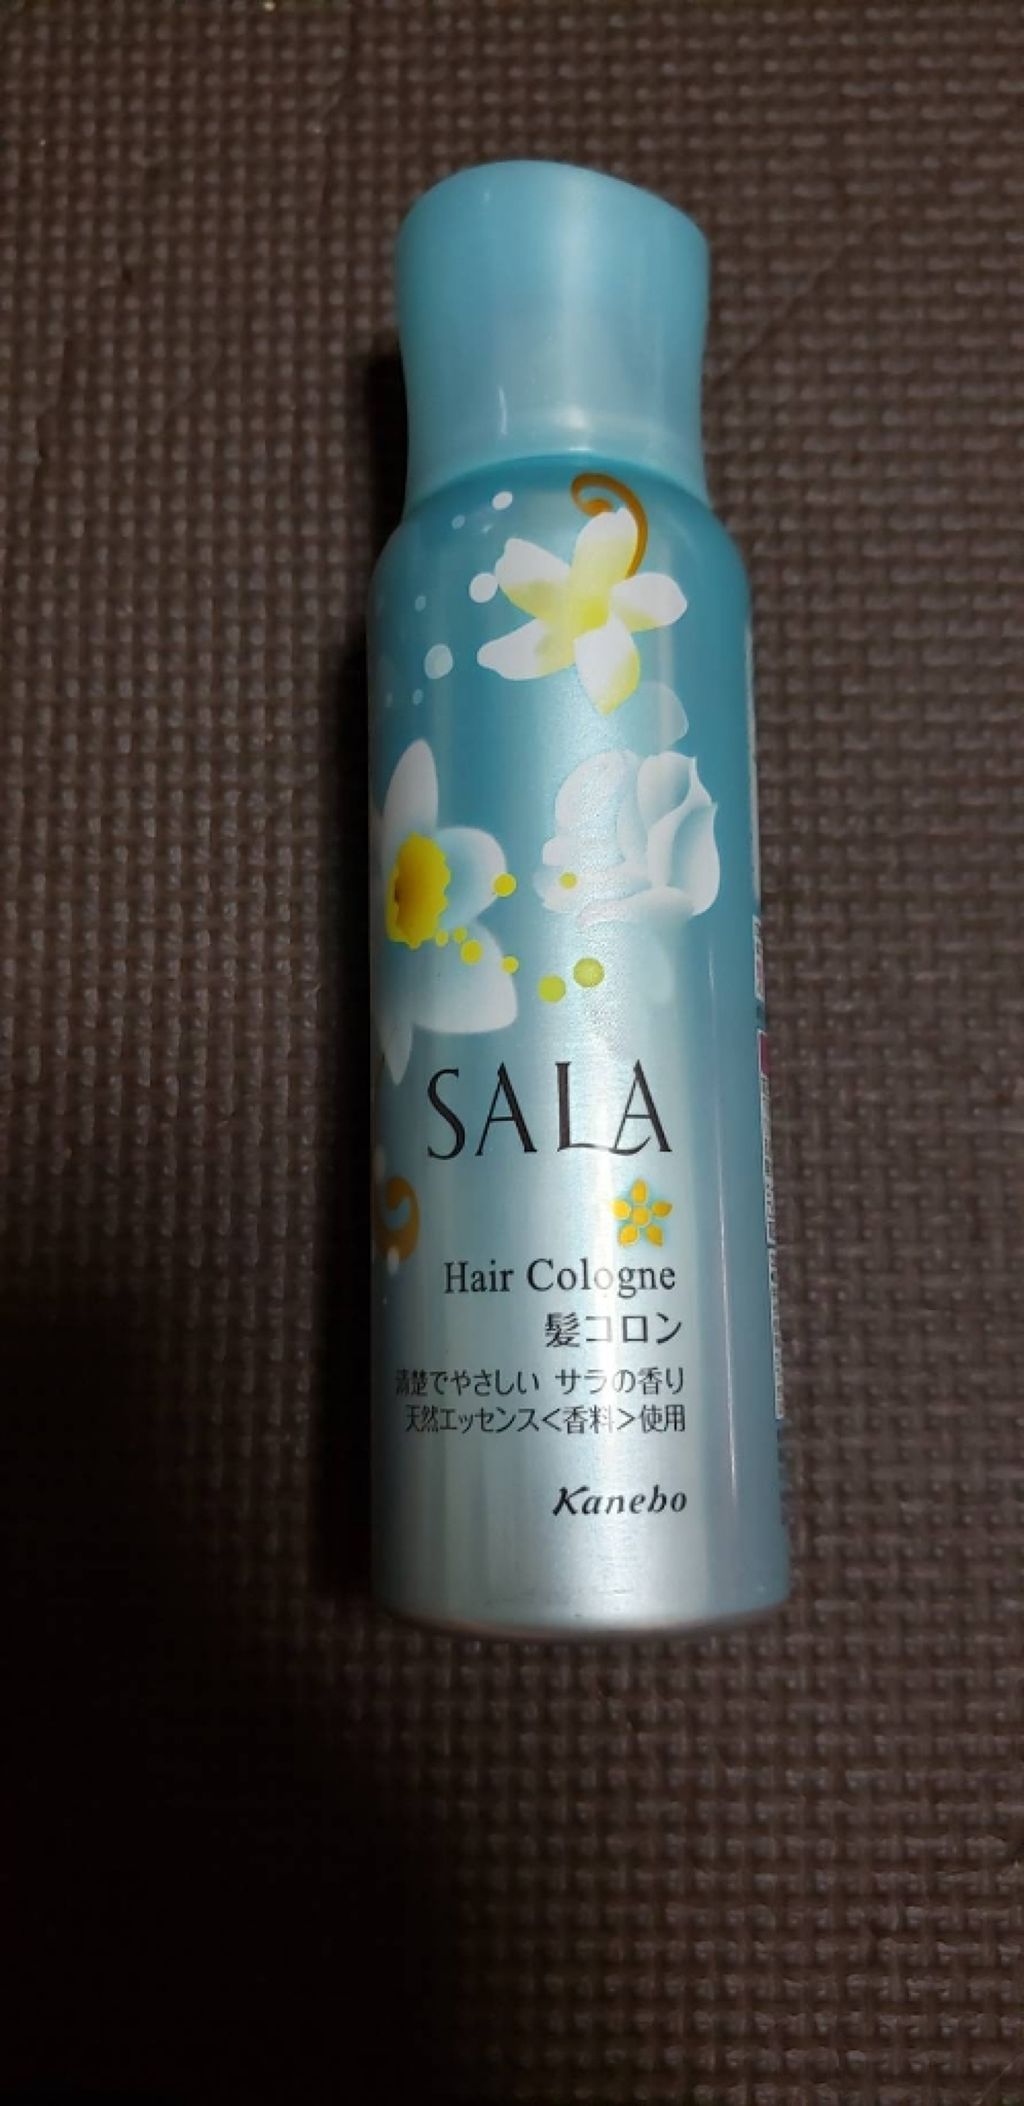 SALA
Hair Cologne
髪コロン
清楚でやさしい サラの香り
天然エッセンス<香料>使用
Kanebo